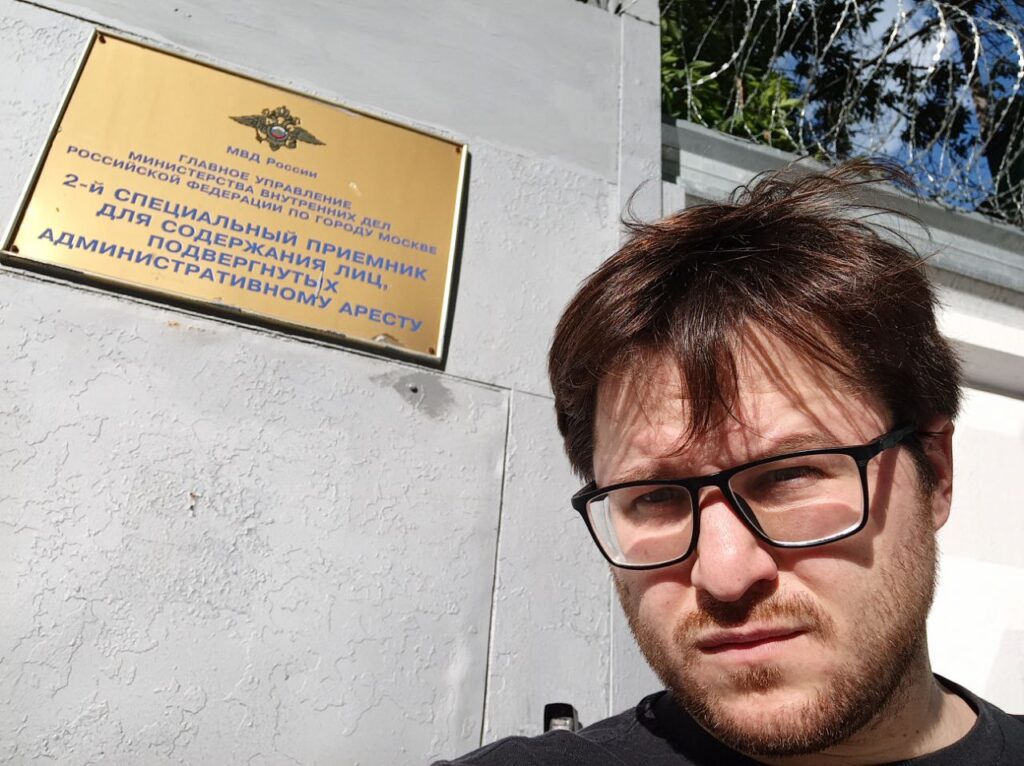 МВД России
ГЛАВНОЕ УПРАВЛЕНИЕ
МИНИСТЕРСТВА ВНУТРЕННИХ ДЕЛ
РОССИЙСКОЙ ФЕДЕРАЦИИ ПО ГОРОДУ МОСКВЕ
2-й СПЕЦИАЛЬНЫЙ ПРИЕМНИК
ДЛЯ СОДЕРЖАНИЯ ЛИЦ,
ПОДВЕРГНУТЫХ
АДМИНИСТРАТИВНОМУ АРЕСТУ